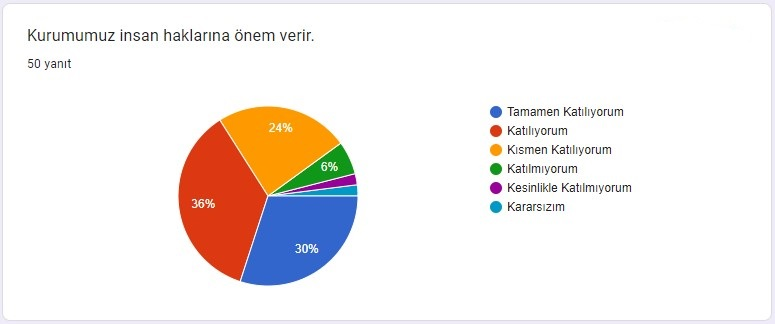 Kurumumuz insan haklarına önem verir.
50 yanıt
24%
6%
36%
30%
Tamamen Katılıyorum
Katılıyorum
Kısmen Katılıyorum
Katılmıyorum
Kesinlikle Katılmıyorum
Kararsızım